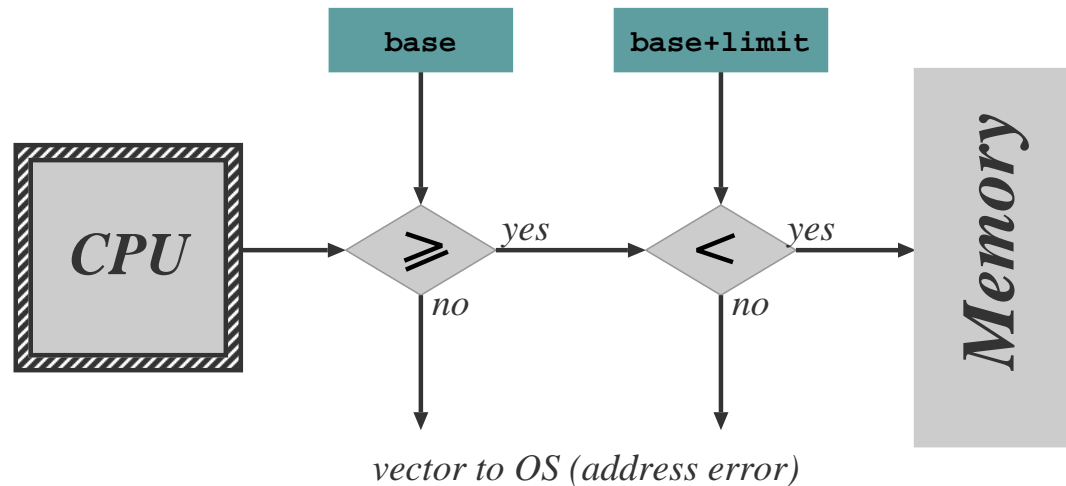 base
base+limit
CPU
≥
yes
<
yes
no
no
Memory
vector to OS (address error)